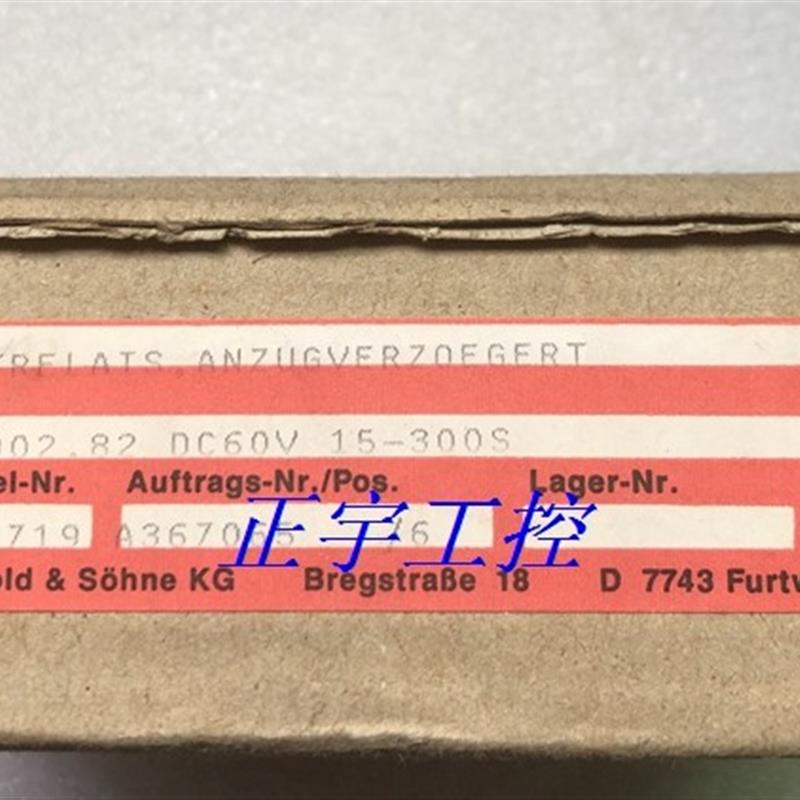 RELAIS,ANZUGVERZOEGERT
002.82 DC60V 15-300S
el-Nr. Auftrags-Nr./Pos. Lager-Nr.
719 A367065 /6
正宇工控
old & Söhne KG Bregstraße 18 D 7743 Furtw